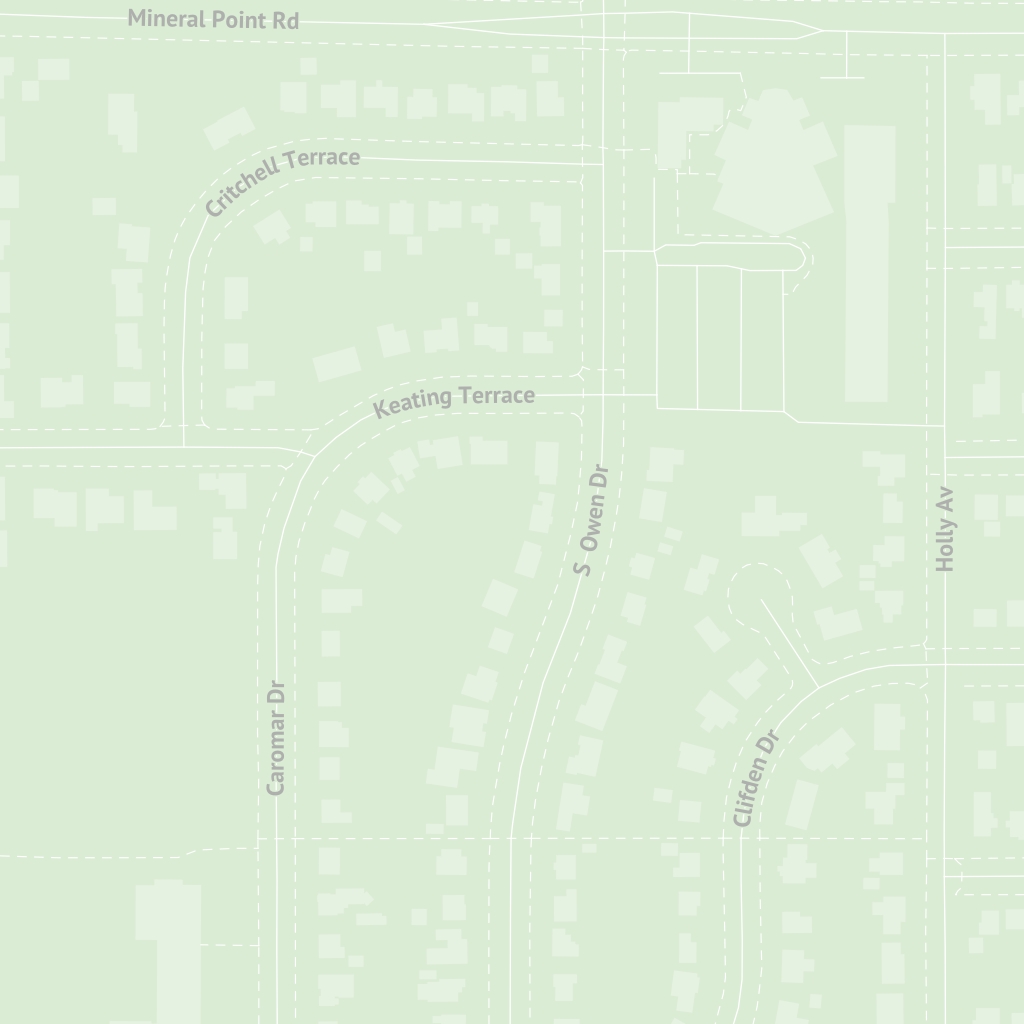 Mineral Point Rd
Critchell Terrace
Keating Terrace
S Owen Dr
Holly Av
Caromar Dr
Clifden Dr